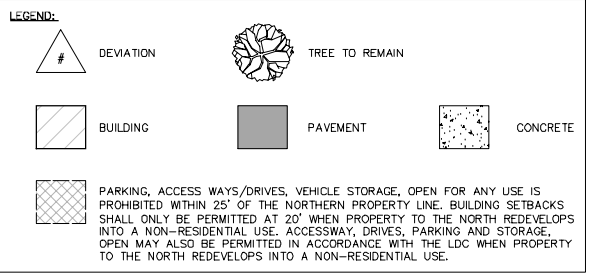 LEGEND:
# DEVIATION TREE TO REMAIN
BUILDING PAVEMENT CONCRETE
PARKING, ACCESS WAYS/DRIVES, VEHICLE STORAGE, OPEN FOR ANY USE IS
PROHIBITED WITHIN 25' OF THE NORTHERN PROPERTY LINE. BUILDING SETBACKS
SHALL ONLY BE PERMITTED AT 20' WHEN PROPERTY TO THE NORTH REDEVELOPS
INTO A NON-RESIDENTIAL USE. ACCESSWAY, DRIVES, PARKING AND STORAGE,
OPEN MAY ALSO BE PERMITTED IN ACCORDANCE WITH THE LDC WHEN PROPERTY
TO THE NORTH REDEVELOPS INTO A NON-RESIDENTIAL USE.